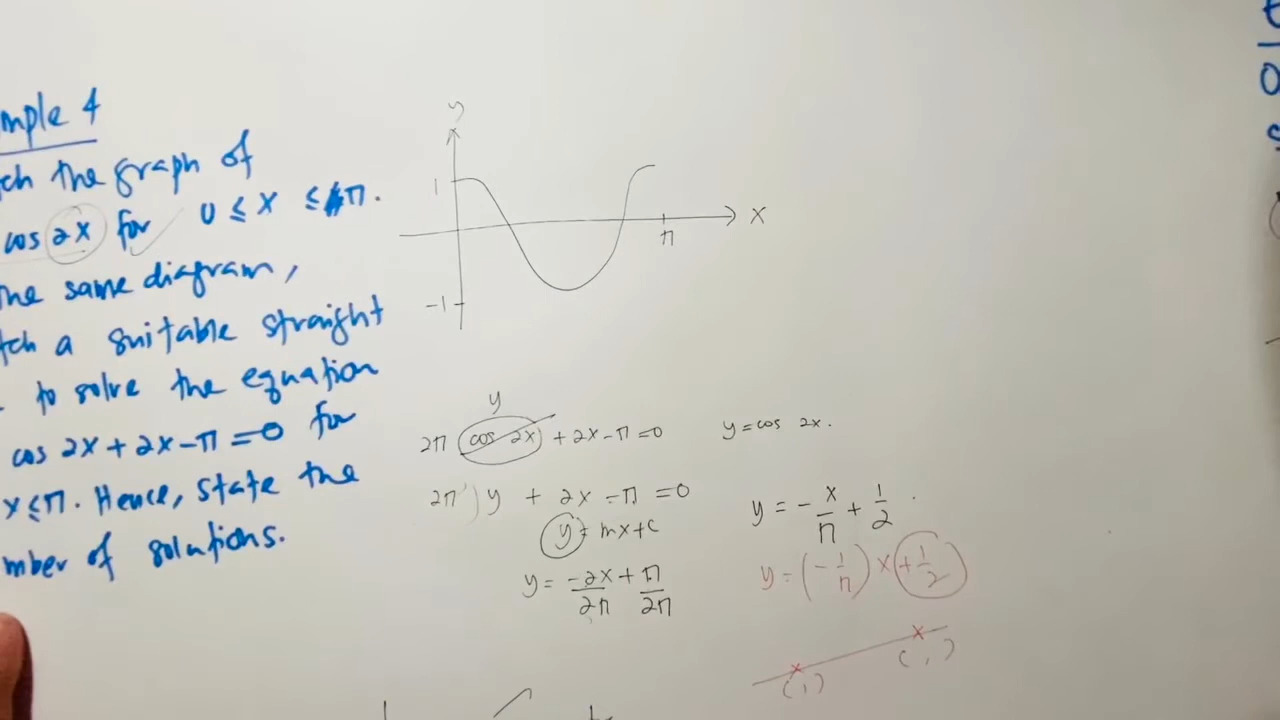 mple 4
ch the graph of
cos 2x for 0 ≤ x ≤ π.
he same diagram,
tch a suitable straight
to solve the equation
cos 2x + 2x - π = 0 for
x ≤ π. Hence, state the
mber of solutions.
y
1
x
π
-1
y
2π cos 2x + 2x - π = 0
y = cos 2x.
2π y + 2x - π = 0
y = mx + c
y = -2x/2π + π/2π
y = -x/π + 1/2
y = (-1/π) x + 1/2
( , )
( , )